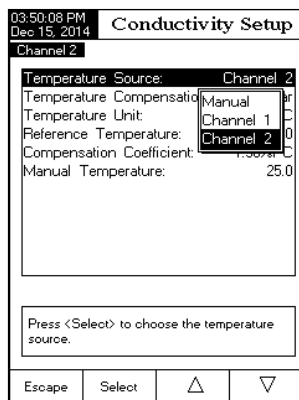 03:50:08 PM
Dec 15, 2014
Conductivity Setup
Channel 2
Temperature Source: Channel 2
Temperature
Temperature Unit: C
Reference Temperature: 0
Compensation Coefficient:
Manual Temperature: 25.0
Manual
Channel 1
Channel 2
Press <Select> to choose the temperature
source.
Escape Select